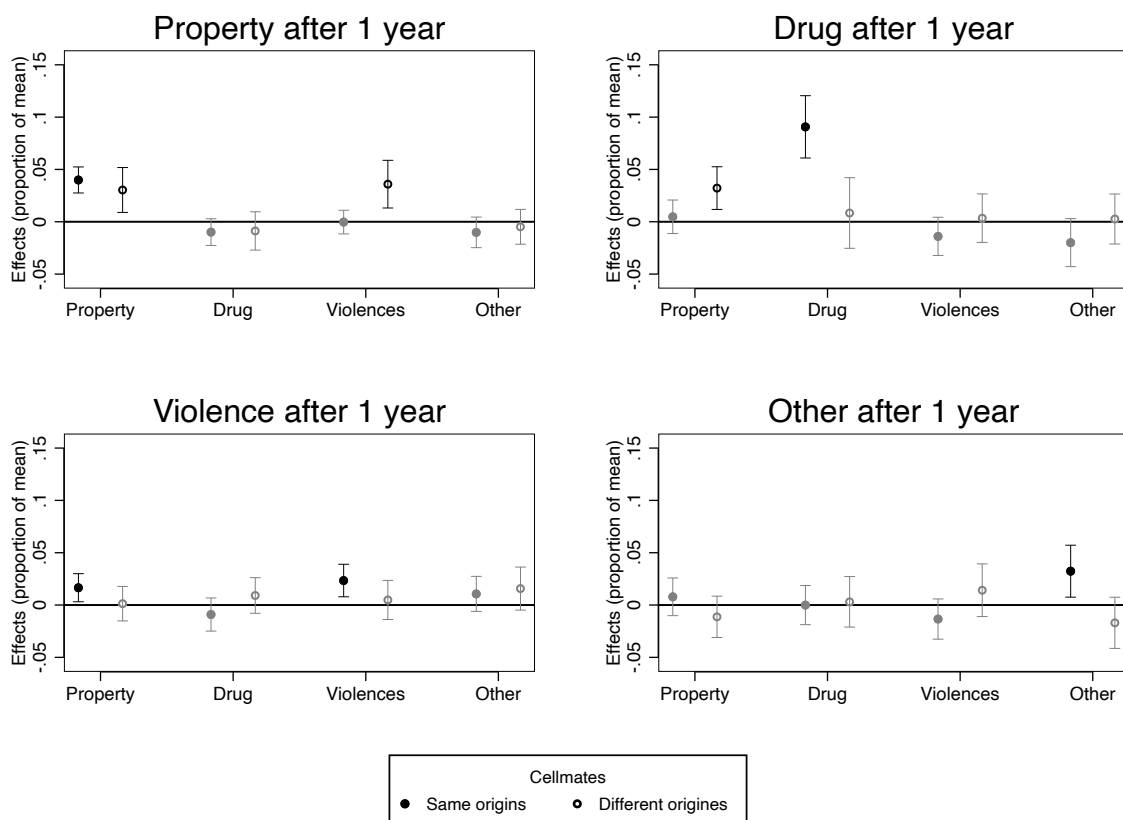 Property after 1 year
Effects (proportion of mean)
.15
.1
.05
0
-.05
Property Drug Violences Other
Drug after 1 year
Effects (proportion of mean)
.15
.1
.05
0
-.05
Property Drug Violences Other
Violence after 1 year
Effects (proportion of mean)
.15
.1
.05
0
-.05
Property Drug Violences Other
Other after 1 year
Effects (proportion of mean)
.15
.1
.05
0
-.05
Property Drug Violences Other
Cellmates
Same origins Different origines